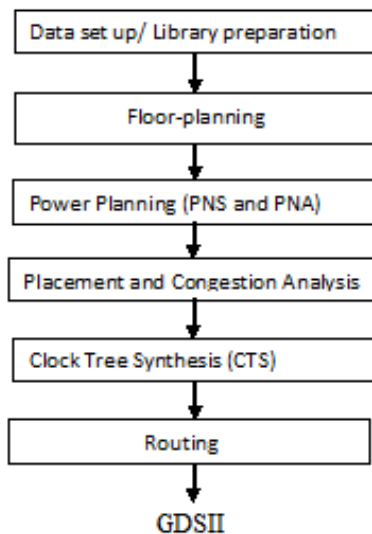 Data set up/ Library preparation
Floor-planning
Power Planning (PNS and PNA)
Placement and Congestion Analysis
Clock Tree Synthesis (CTS)
Routing
GDSII